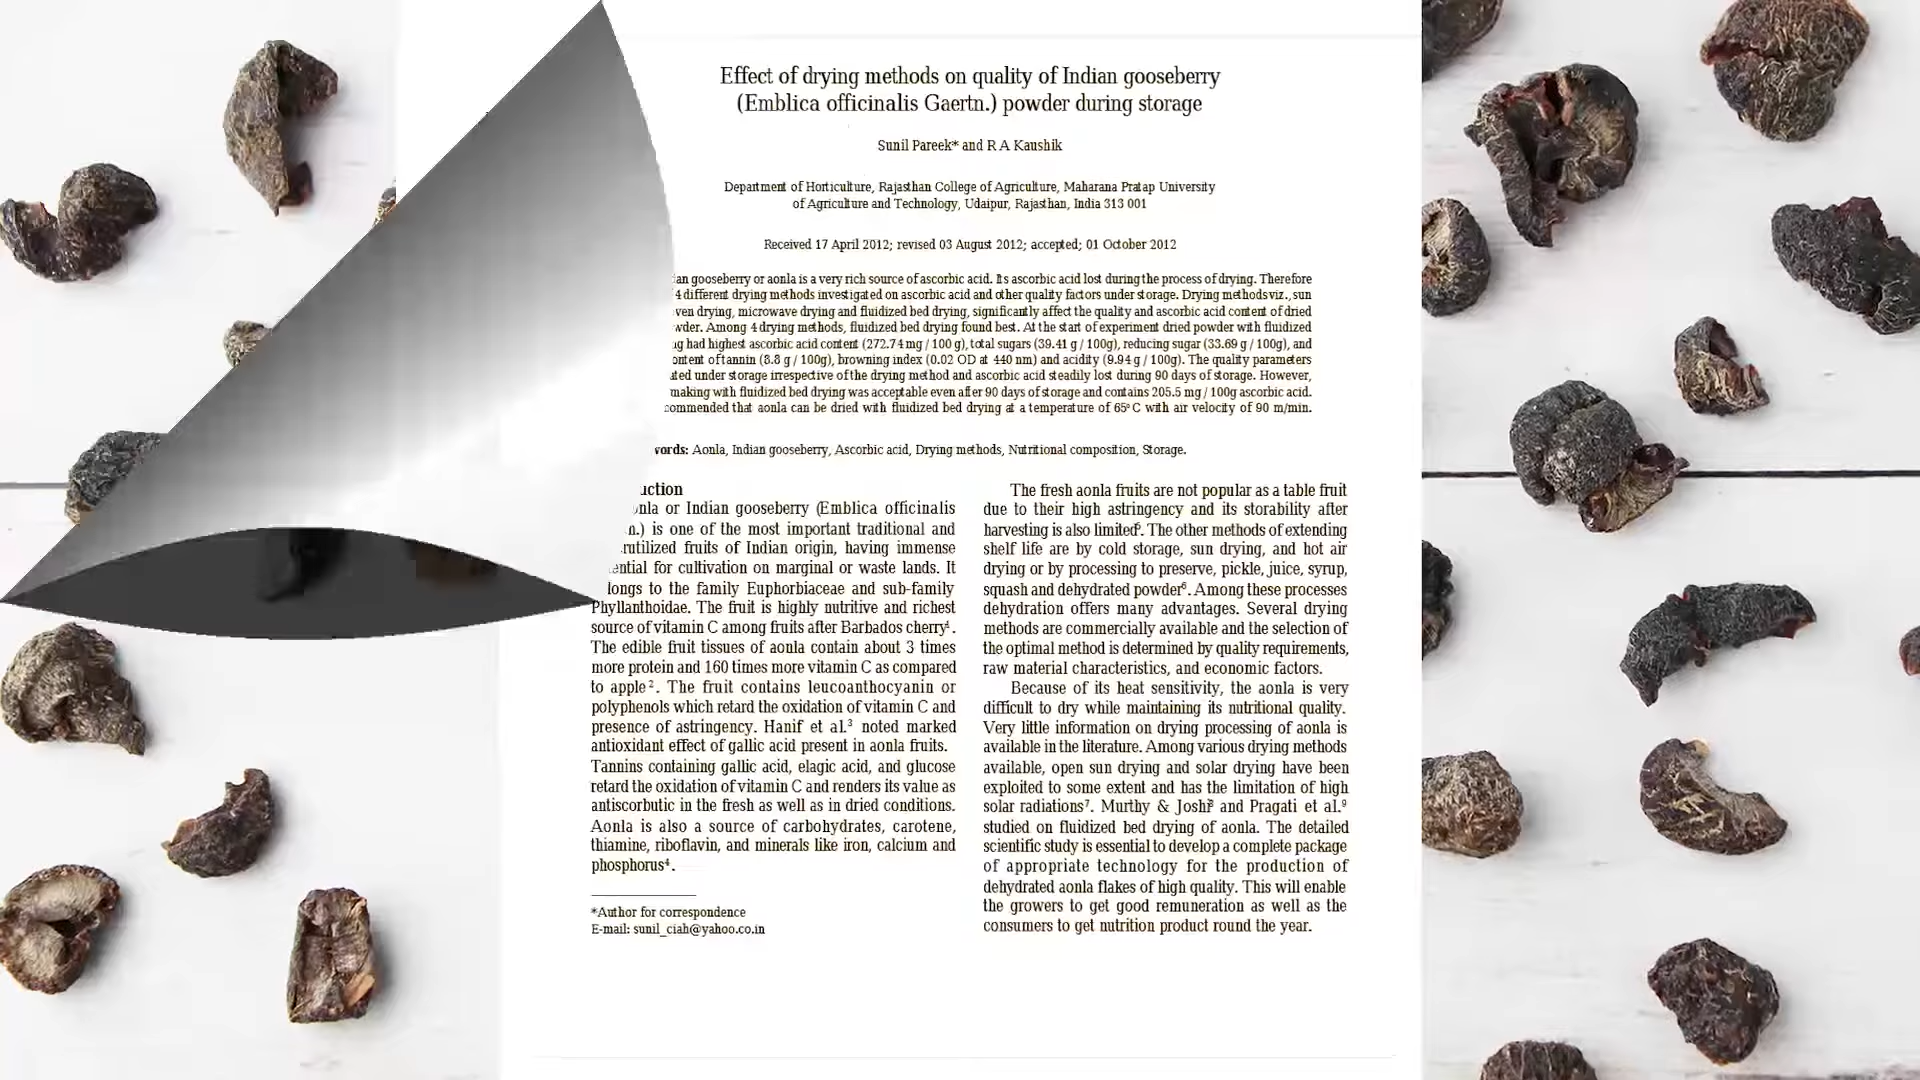 Effect of drying methods on quality of Indian gooseberry
(Emblica officinalis Gaertn.) powder during storage
Sunil Pareek* and R A Kaushik
Department of Horticulture, Rajasthan College of Agriculture, Maharana Pratap University
of Agriculture and Technology, Udaipur, Rajasthan, India 313 001
Received 17 April 2012; revised 03 August 2012; accepted; 01 October 2012
gooseberry or aonla is a very rich source of ascorbic acid. Its ascorbic acid lost during the process of drying. Therefore
4 different drying methods investigated on ascorbic acid and other quality factors under storage. Drying methods viz., sun
drying, microwave drying and fluidized bed drying, significantly affect the quality and ascorbic acid content of dried
Among 4 drying methods, fluidized bed drying found best. At the start of experiment dried powder with fluidized
had highest ascorbic acid content (272.74 mg / 100 g), total sugars (39.41 g / 100g), reducing sugar (33.69 g / 100g), and
of tannin (8.8 g / 100g), browning index (0.02 OD at 440 nm) and acidity (9.94 g / 100g). The quality parameters
under storage irrespective of the drying method and ascorbic acid steadily lost during 90 days of storage. However,
making with fluidized bed drying was acceptable even after 90 days of storage and contains 205.5 mg / 100g ascorbic acid.
that aonla can be dried with fluidized bed drying at a temperature of 65°C with air velocity of 90 m/min.
Aonla, Indian gooseberry, Ascorbic acid, Drying methods, Nutritional composition, Storage.
or Indian gooseberry (Emblica officinalis
is one of the most important traditional and
fruits of Indian origin, having immense
for cultivation on marginal or waste lands. It
to the family Euphorbiaceae and sub-family
Phyllanthoidae. The fruit is highly nutritive and richest
source of vitamin C among fruits after Barbados cherry¹.
The edible fruit tissues of aonla contain about 3 times
more protein and 160 times more vitamin C as compared
to apple². The fruit contains leucoanthocyanin or
polyphenols which retard the oxidation of vitamin C and
presence of astringency. Hanif et al.³ noted marked
antioxidant effect of gallic acid present in aonla fruits.
Tannins containing gallic acid, elagic acid, and glucose
retard the oxidation of vitamin C and renders its value as
antiscorbutic in the fresh as well as in dried conditions.
Aonla is also a source of carbohydrates, carotene,
thiamine, riboflavin, and minerals like iron, calcium and
phosphorus⁴.
*Author for correspondence
E-mail: sunil_ciah@yahoo.co.in
The fresh aonla fruits are not popular as a table fruit
due to their high astringency and its storability after
harvesting is also limited⁵. The other methods of extending
shelf life are by cold storage, sun drying, and hot air
drying or by processing to preserve, pickle, juice, syrup,
squash and dehydrated powder⁶. Among these processes
dehydration offers many advantages. Several drying
methods are commercially available and the selection of
the optimal method is determined by quality requirements,
raw material characteristics, and economic factors.
Because of its heat sensitivity, the aonla is very
difficult to dry while maintaining its nutritional quality.
Very little information on drying processing of aonla is
available in the literature. Among various drying methods
available, open sun drying and solar drying have been
exploited to some extent and has the limitation of high
solar radiations⁷. Murthy & Joshi⁸ and Pragati et al.⁹
studied on fluidized bed drying of aonla. The detailed
scientific study is essential to develop a complete package
of appropriate technology for the production of
dehydrated aonla flakes of high quality. This will enable
the growers to get good remuneration as well as the
consumers to get nutrition product round the year.